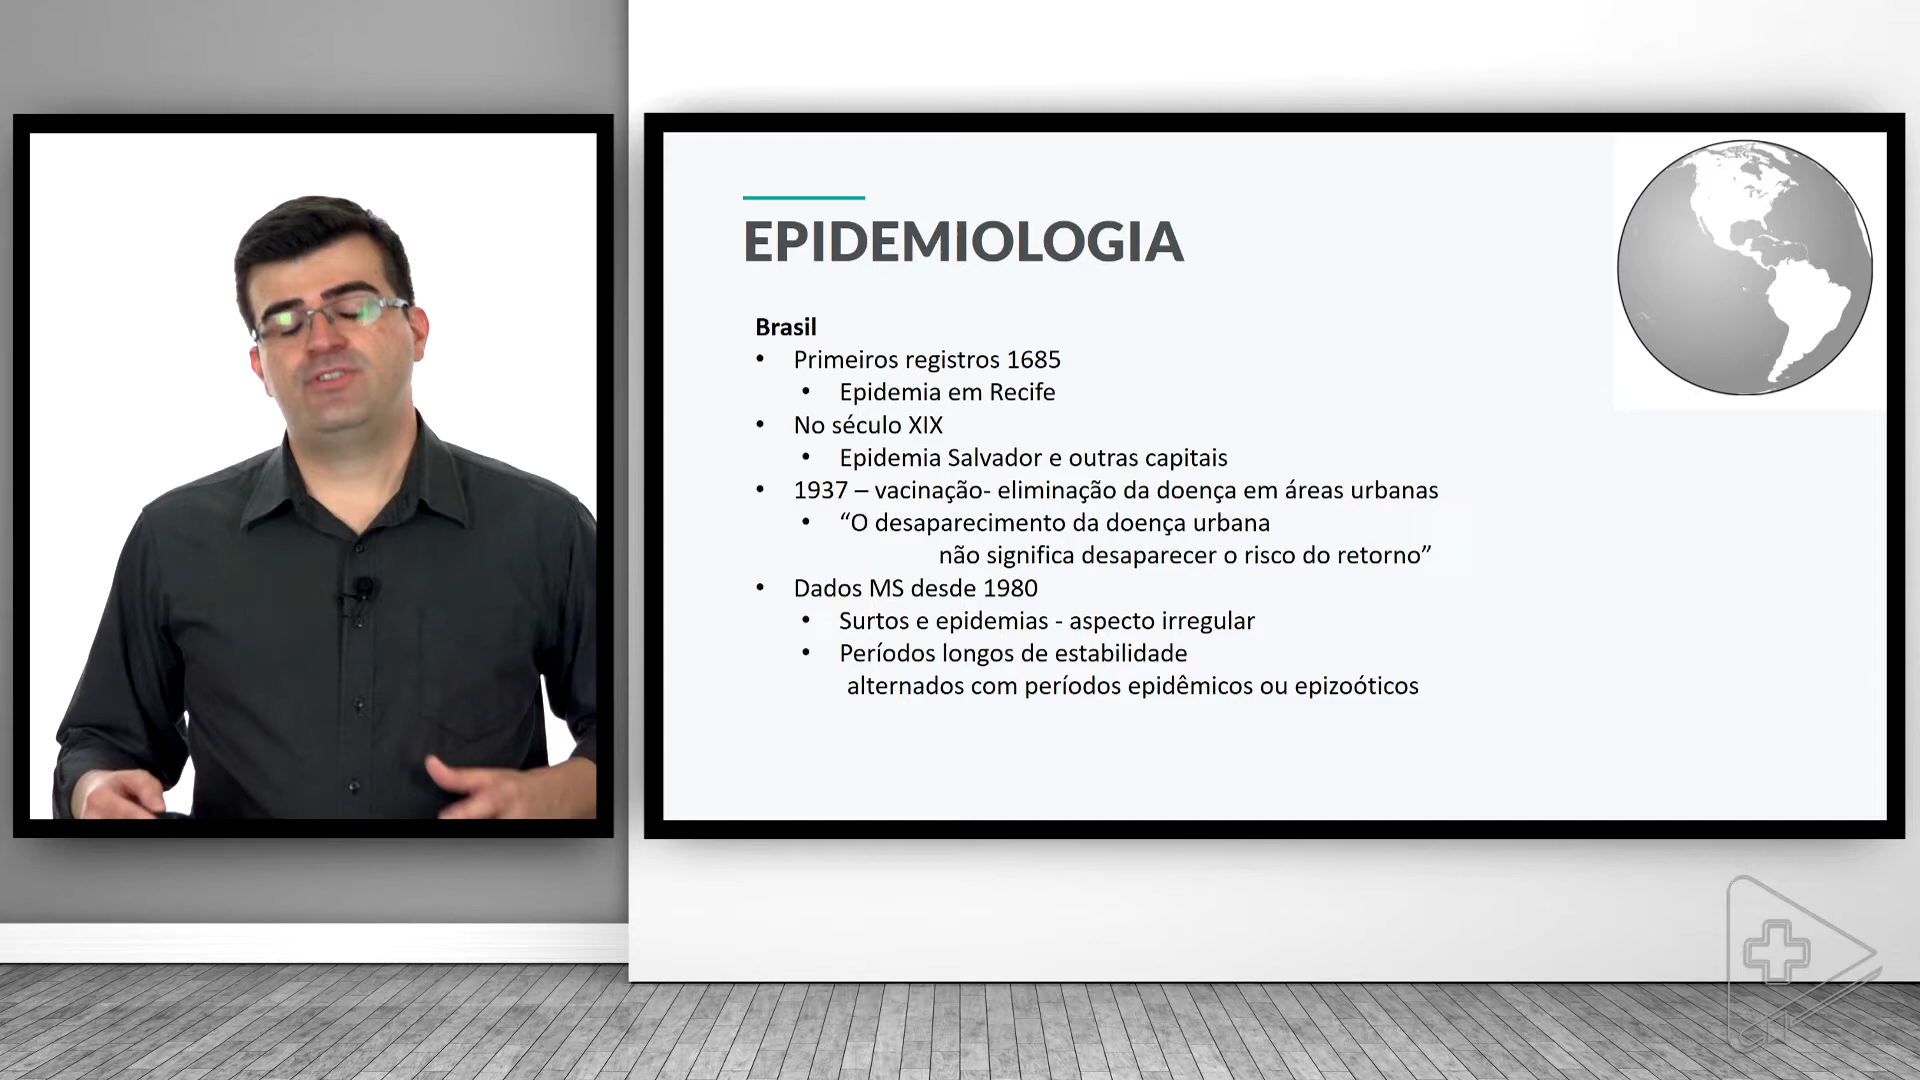 EPIDEMIOLOGIA
Brasil
• Primeiros registros 1685
• Epidemia em Recife
• No século XIX
• Epidemia Salvador e outras capitais
• 1937 – vacinação- eliminação da doença em áreas urbanas
• “O desaparecimento da doença urbana
não significa desaparecer o risco do retorno”
• Dados MS desde 1980
• Surtos e epidemias - aspecto irregular
• Períodos longos de estabilidade
alternados com períodos epidêmicos ou epizoóticos